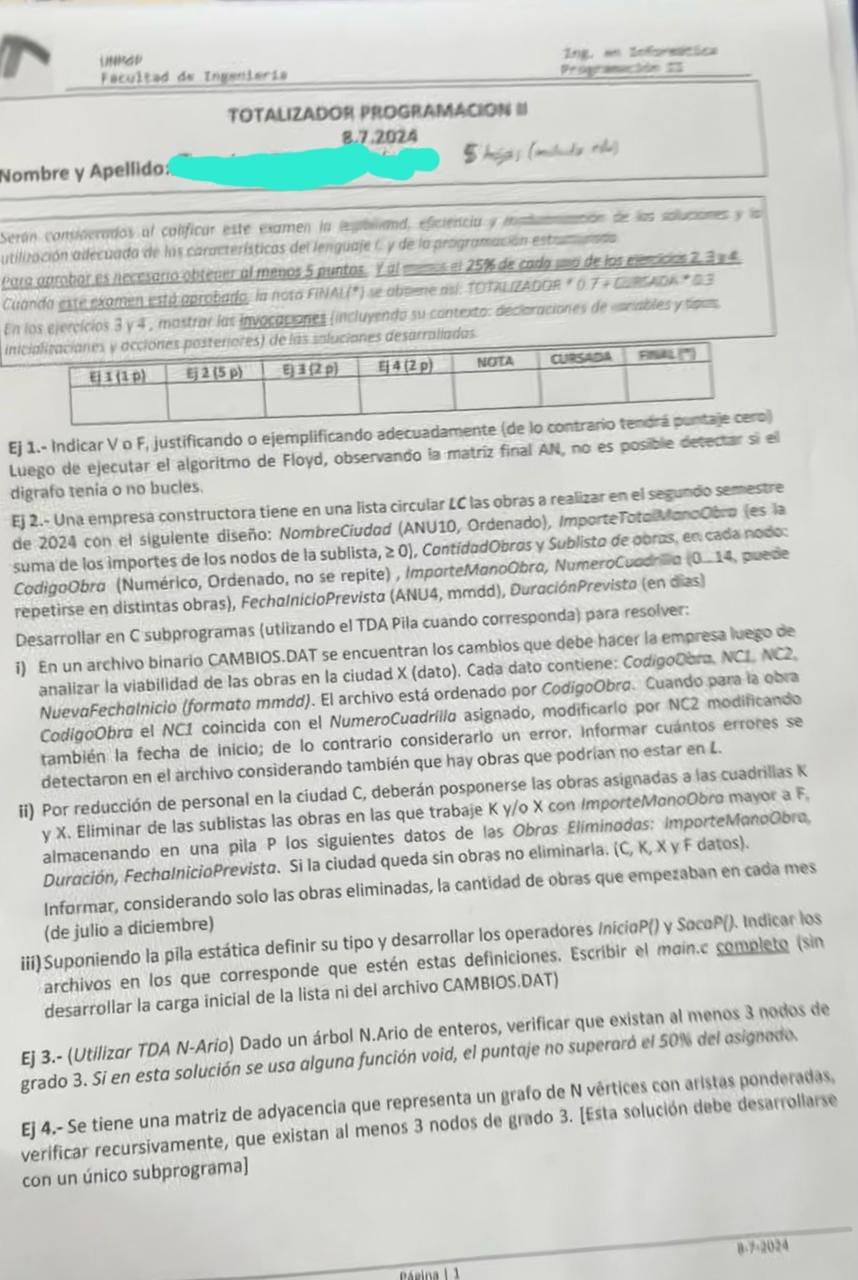 UNMdP
Facultad de Ingeniería
Ing. en Informática
Programación II
TOTALIZADOR PROGRAMACION II
8.7.2024
Nombre y Apellido:
5 hojas (
Serán considerados al calificar este examen la legibilidad, eficiencia y modularización de las soluciones y la
utilización adecuada de las características del lenguaje C y de la programación estructurada.
Para aprobar es necesario obtener al menos 5 puntos. Y al menos el 25% de cada uno de los ejercicios 2, 3 y 4.
Cuando este examen está aprobado, la nota FINAL(*) se obtiene así: TOTALIZADOR * 0.7 + CURSADA * 0.3
En los ejercicios 3 y 4, mostrar las invocaciones (incluyendo su contexto: declaraciones de variables y tipos,
inicializaciones y acciones posteriores) de las soluciones desarrolladas.
Ej 1 (1 p) Ej 2 (5 p) Ej 3 (2 p) Ej 4 (2 p) NOTA CURSADA FINAL (*)
Ej 1.- Indicar V o F, justificando o ejemplificando adecuadamente (de lo contrario tendrá puntaje cero)
Luego de ejecutar el algoritmo de Floyd, observando la matriz final AN, no es posible detectar si el
digrafo tenía o no bucles.
Ej 2.- Una empresa constructora tiene en una lista circular LC las obras a realizar en el segundo semestre
de 2024 con el siguiente diseño: NombreCiudad (ANU10, Ordenado), ImporteTotalManoObra (es la
suma de los importes de los nodos de la sublista, ≥ 0), CantidadObras y Sublista de obras, en cada nodo:
CodigoObra (Numérico, Ordenado, no se repite) , ImporteManoObra, NumeroCuadrilla (0...14, puede
repetirse en distintas obras), FechaInicioPrevista (ANU4, mmdd), DuraciónPrevista (en días)
Desarrollar en C subprogramas (utlizando el TDA Pila cuando corresponda) para resolver:
i) En un archivo binario CAMBIOS.DAT se encuentran los cambios que debe hacer la empresa luego de
analizar la viabilidad de las obras en la ciudad X (dato). Cada dato contiene: CodigoObra, NC1, NC2,
NuevaFechaInicio (formato mmdd). El archivo está ordenado por CodigoObra. Cuando para la obra
CodigoObra el NC1 coincida con el NumeroCuadrilla asignado, modificarlo por NC2 modificando
también la fecha de inicio; de lo contrario considerarlo un error. Informar cuántos errores se
detectaron en el archivo considerando también que hay obras que podrían no estar en L.
ii) Por reducción de personal en la ciudad C, deberán posponerse las obras asignadas a las cuadrillas K
y X. Eliminar de las sublistas las obras en las que trabaje K y/o X con ImporteManoObra mayor a F,
almacenando en una pila P los siguientes datos de las Obras Eliminadas: ImporteManoObra,
Duración, FechaInicioPrevista. Si la ciudad queda sin obras no eliminarla. (C, K, X y F datos).
Informar, considerando solo las obras eliminadas, la cantidad de obras que empezaban en cada mes
(de julio a diciembre)
iii) Suponiendo la pila estática definir su tipo y desarrollar los operadores IniciaP() y SacaP(). Indicar los
archivos en los que corresponde que estén estas definiciones. Escribir el main.c completo (sin
desarrollar la carga inicial de la lista ni del archivo CAMBIOS.DAT)
Ej 3.- (Utilizar TDA N-Ario) Dado un árbol N.Ario de enteros, verificar que existan al menos 3 nodos de
grado 3. Si en esta solución se usa alguna función void, el puntaje no superará el 50% del asignado.
Ej 4.- Se tiene una matriz de adyacencia que representa un grafo de N vértices con aristas ponderadas,
verificar recursivamente, que existan al menos 3 nodos de grado 3. [Esta solución debe desarrollarse
con un único subprograma]
8-7-2024
Página | 1